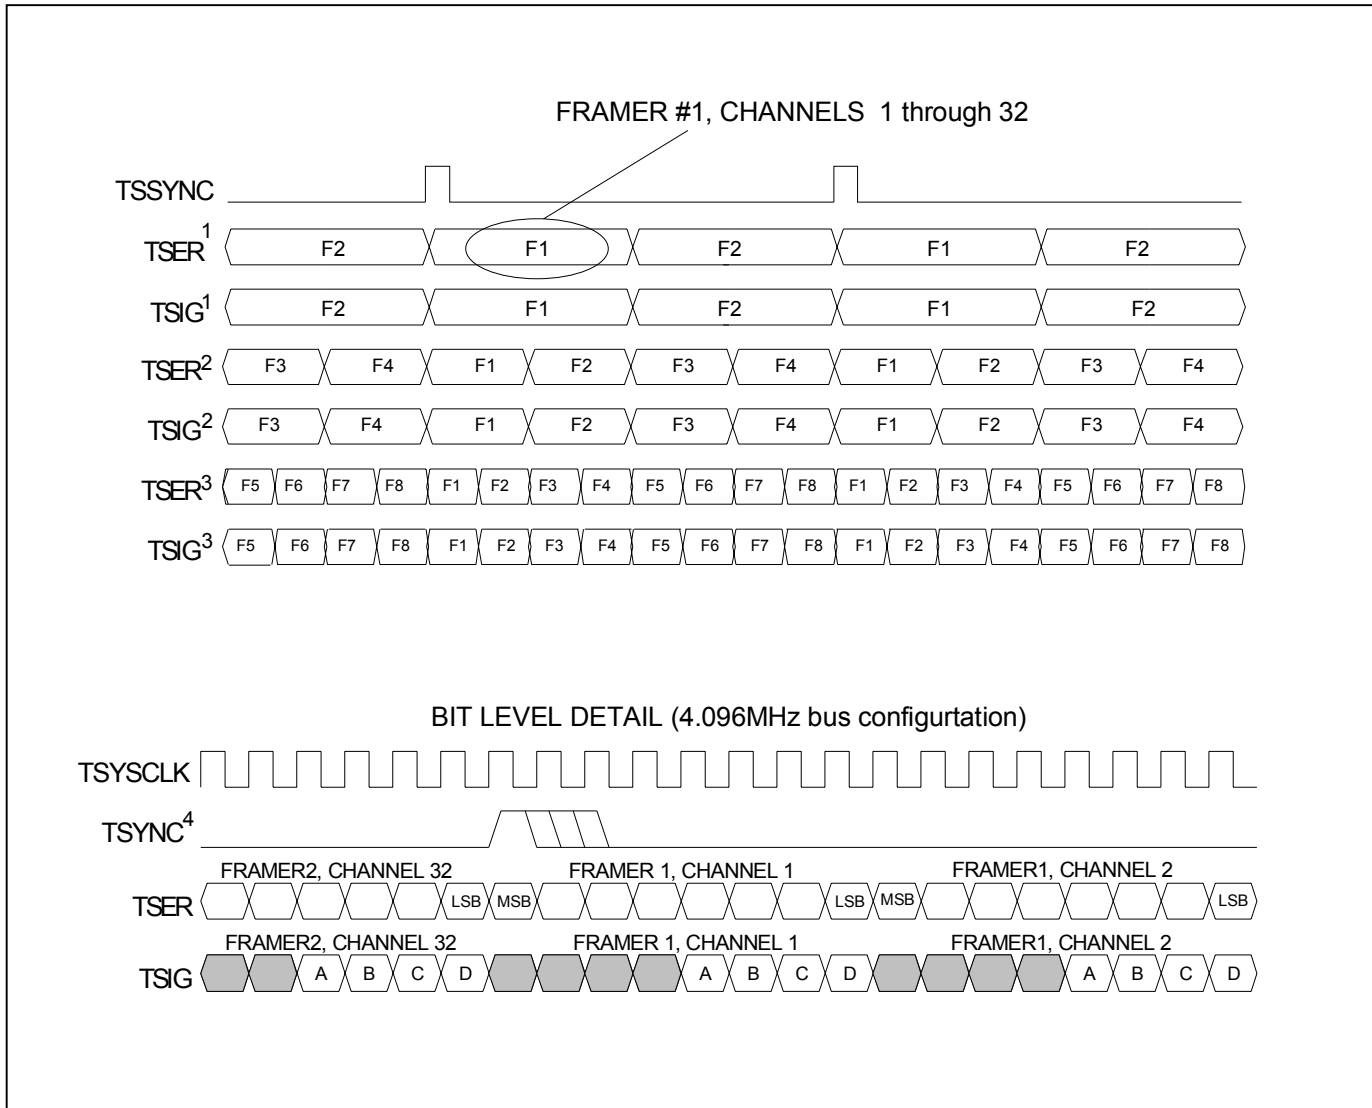 FRAMER #1, CHANNELS 1 through 32
TSSYNC
TSER1 F2 F1 F2 F1 F2
TSIG1 F2 F1 F2 F1 F2
TSER2 F3 F4 F1 F2 F3 F4 F1 F2 F3 F4
TSIG2 F3 F4 F1 F2 F3 F4 F1 F2 F3 F4
TSER3 F5 F6 F7 F8 F1 F2 F3 F4 F5 F6 F7 F8 F1 F2 F3 F4 F5 F6 F7 F8
TSIG3 F5 F6 F7 F8 F1 F2 F3 F4 F5 F6 F7 F8 F1 F2 F3 F4 F5 F6 F7 F8
BIT LEVEL DETAIL (4.096MHz bus configurtation)
TSYSCLK
TSYNC4
FRAMER2, CHANNEL 32 FRAMER 1, CHANNEL 1 FRAMER1, CHANNEL 2
TSER LSB MSB LSB MSB LSB
FRAMER2, CHANNEL 32 FRAMER 1, CHANNEL 1 FRAMER1, CHANNEL 2
TSIG A B C D A B C D A B C D